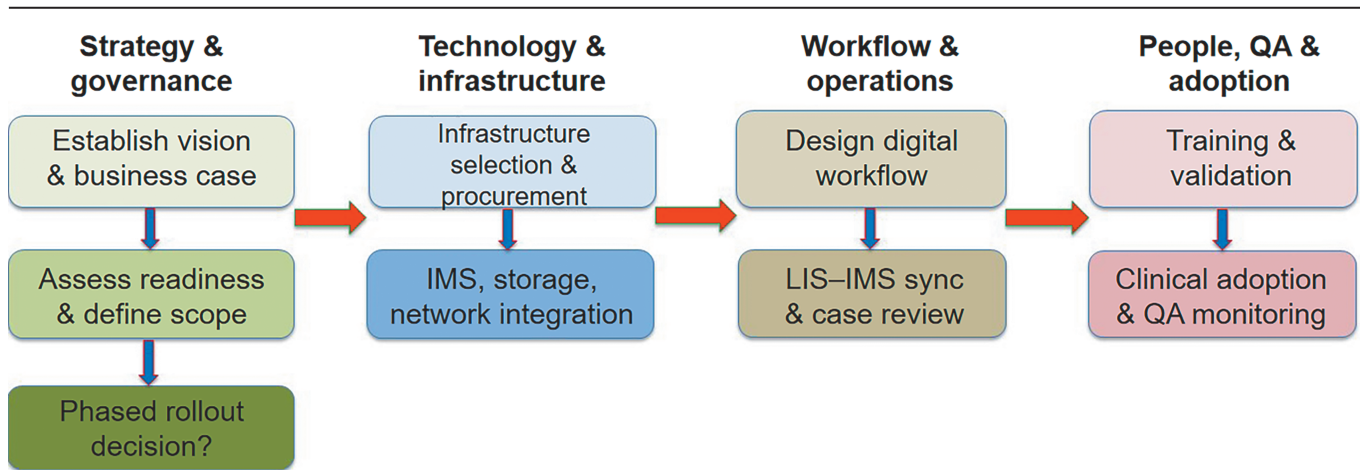 Strategy &
governance
Establish vision
& business case
Assess readiness
& define scope
Phased rollout
decision?
Technology &
infrastructure
Infrastructure
selection &
procurement
IMS, storage,
network integration
Workflow &
operations
Design digital
workflow
LIS–IMS sync
& case review
People, QA &
adoption
Training &
validation
Clinical adoption
& QA monitoring